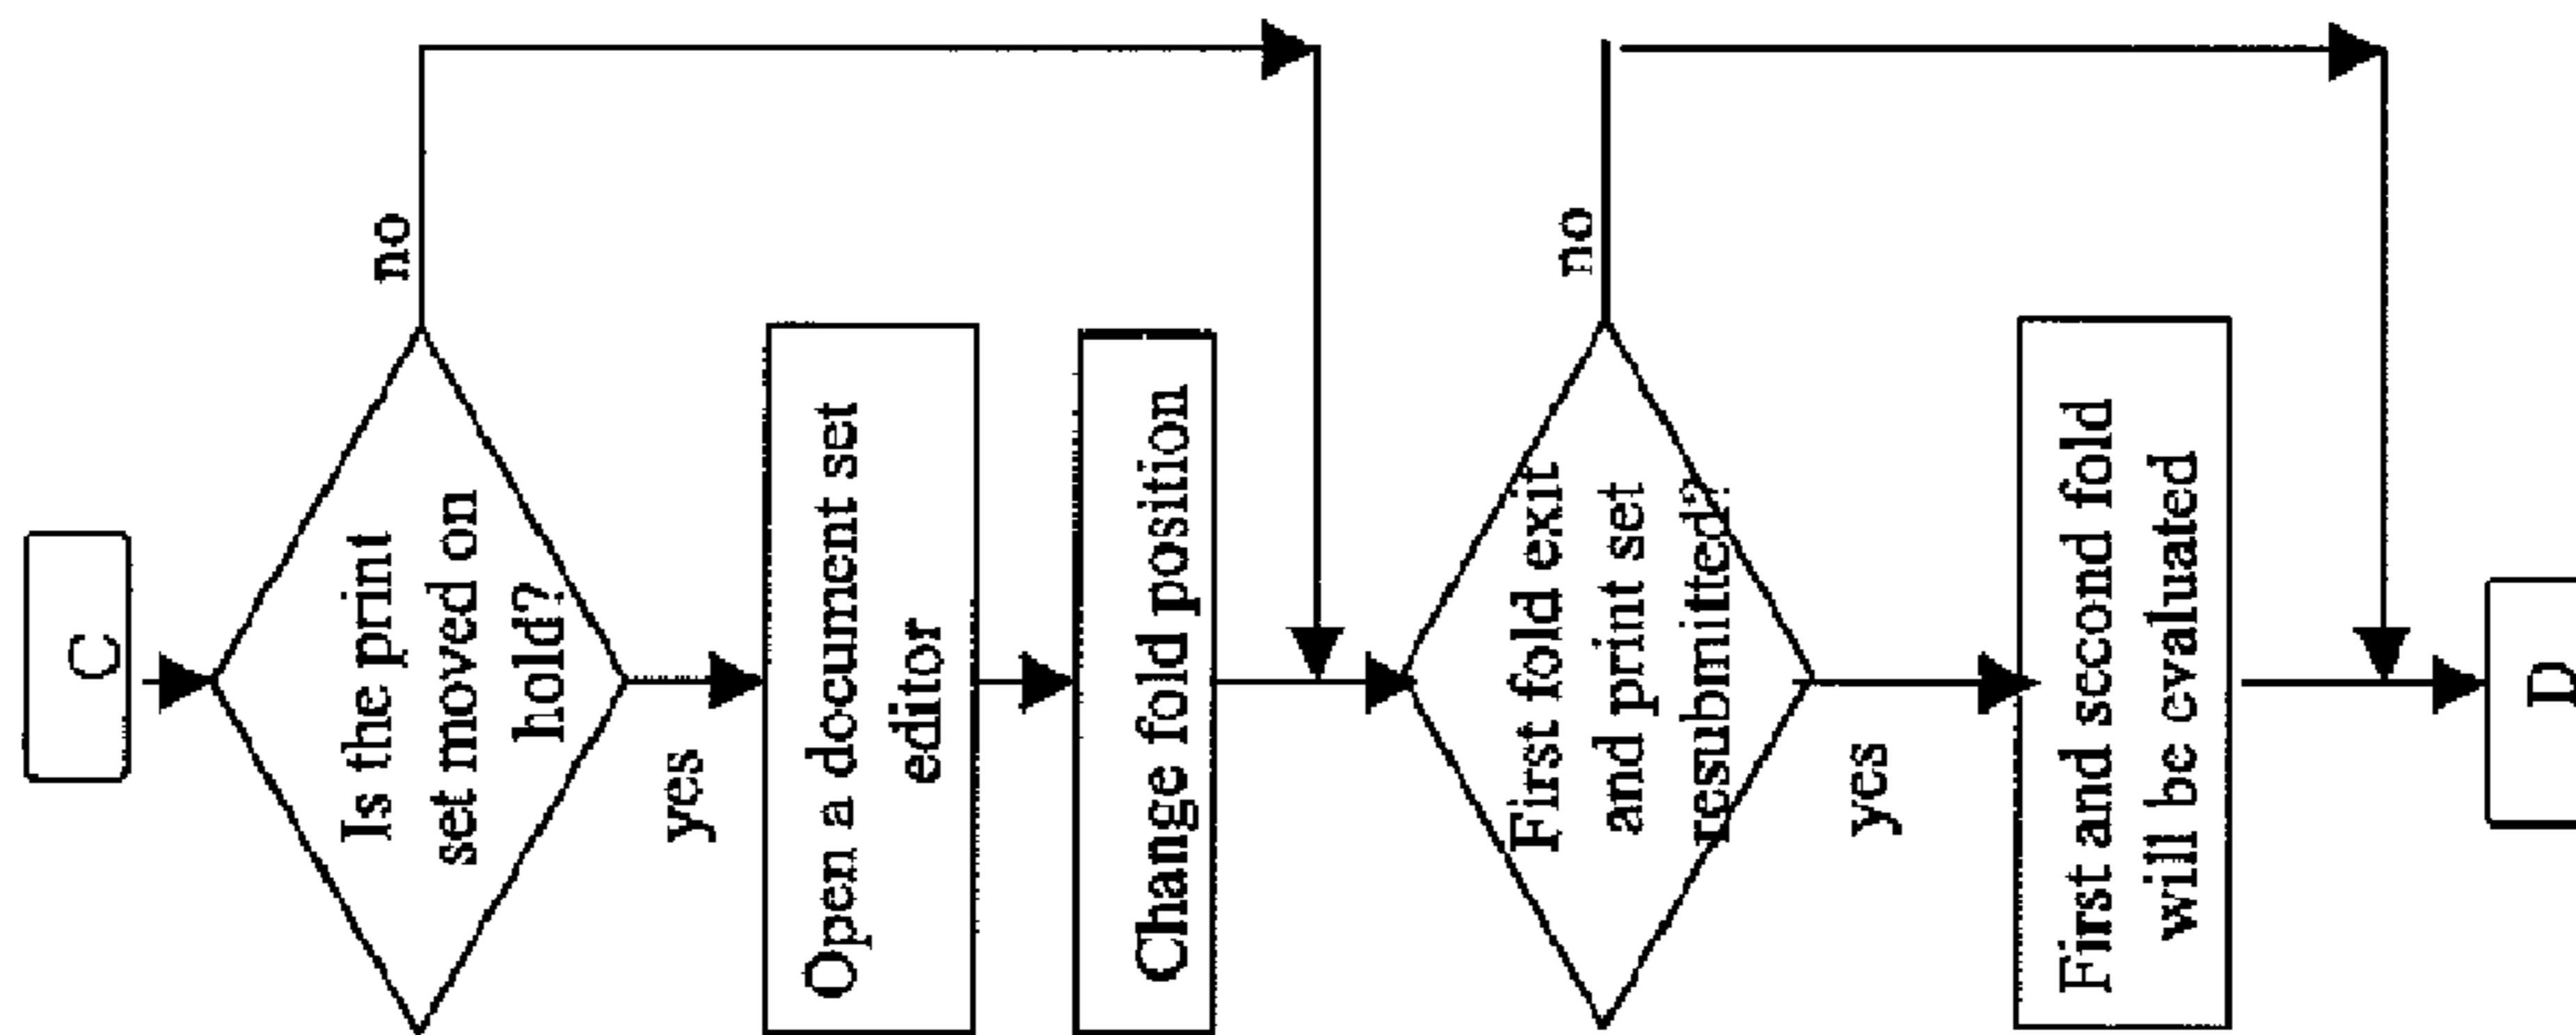 C
Is the print
set moved on
hold?
no
yes
Open a document set
editor
Change fold position
First fold exit
and print set
resubmitted?
no
yes
First and second fold
will be evaluated
D